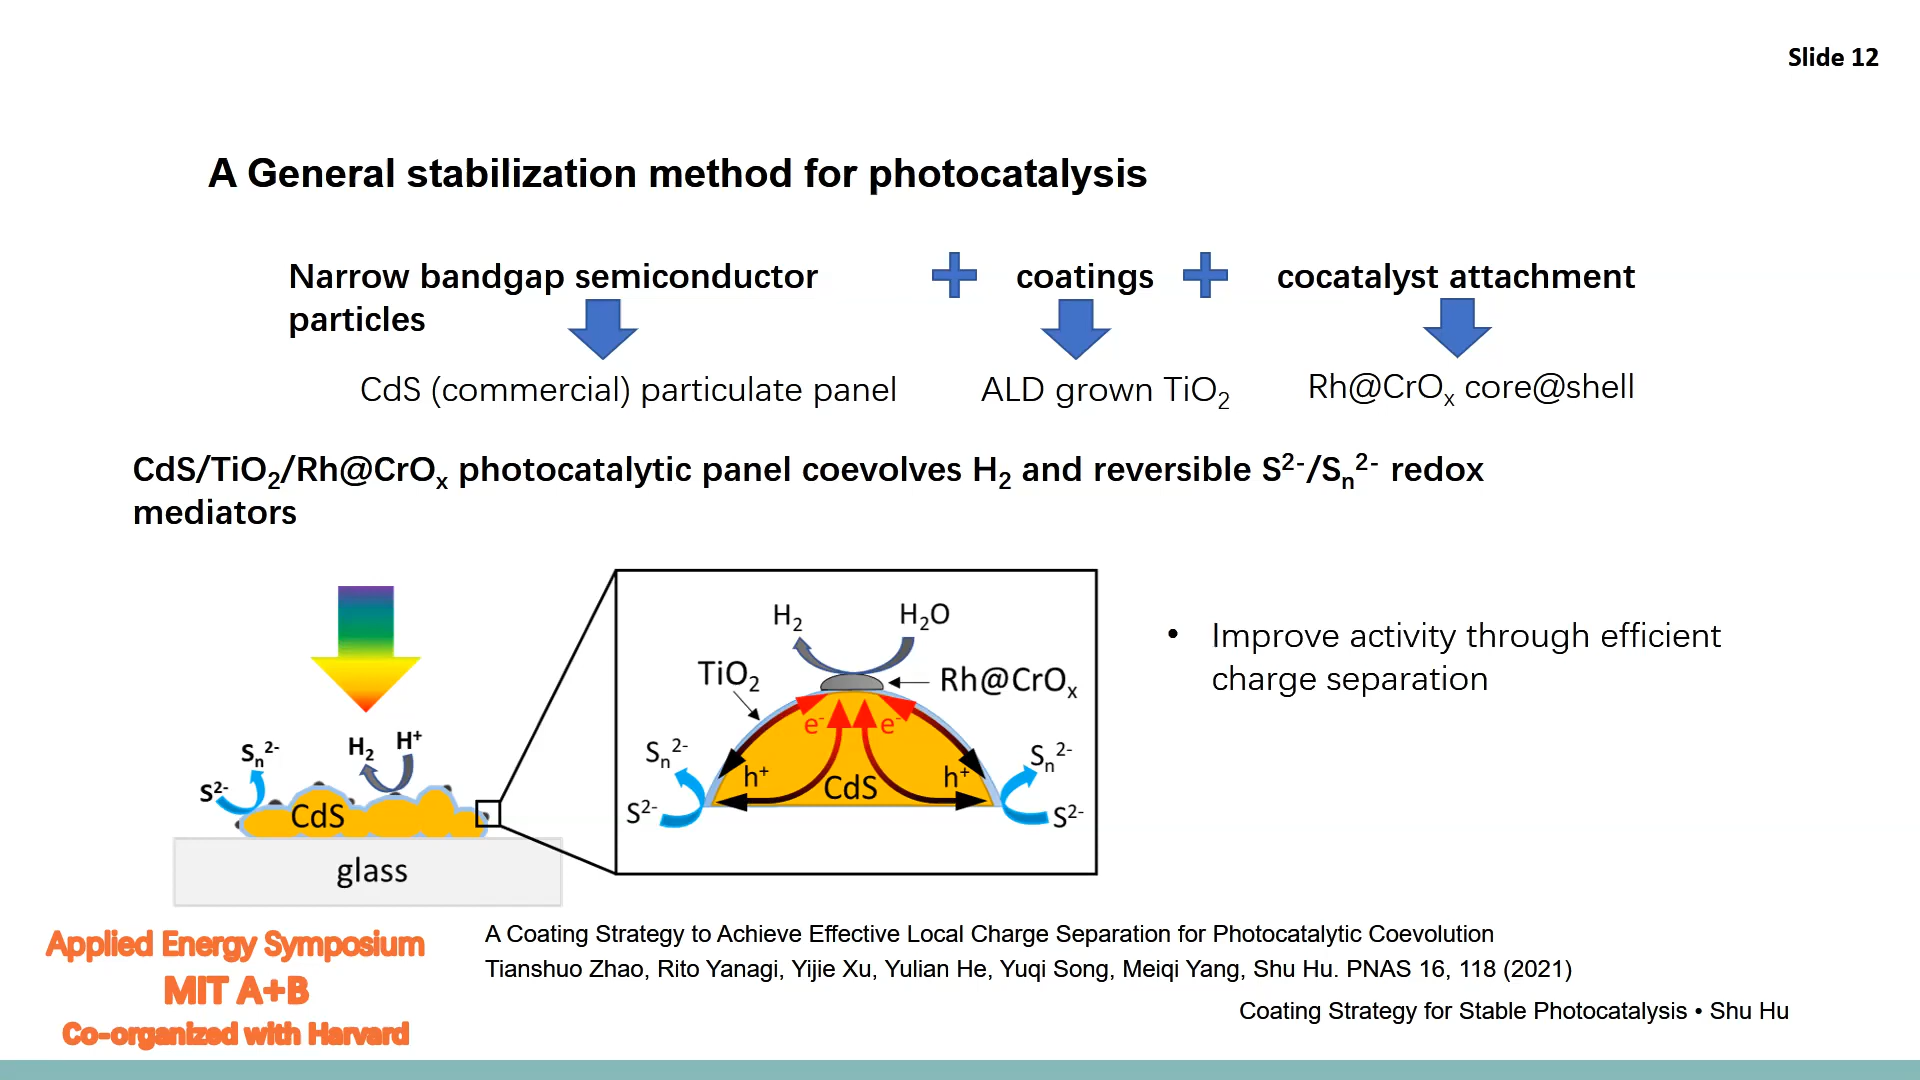 Slide 12
A General stabilization method for photocatalysis
Narrow bandgap semiconductor particles
+ coatings + cocatalyst attachment
CdS (commercial) particulate panel
ALD grown TiO₂
Rh@CrOₓ core@shell
CdS/TiO₂/Rh@CrOₓ photocatalytic panel coevolves H₂ and reversible S²⁻/Sₙ²⁻ redox
mediators
Sₙ²⁻
H₂
H⁺
S²⁻
CdS
glass
H₂
H₂O
TiO₂
Rh@CrOₓ
e⁻
e⁻
Sₙ²⁻
Sₙ²⁻
h⁺
CdS
h⁺
S²⁻
S²⁻
• Improve activity through efficient
charge separation
Applied Energy Symposium
MIT A+B
Co-organized with Harvard
A Coating Strategy to Achieve Effective Local Charge Separation for Photocatalytic Coevolution
Tianshuo Zhao, Rito Yanagi, Yijie Xu, Yulian He, Yuqi Song, Meiqi Yang, Shu Hu. PNAS 16, 118 (2021)
Coating Strategy for Stable Photocatalysis • Shu Hu